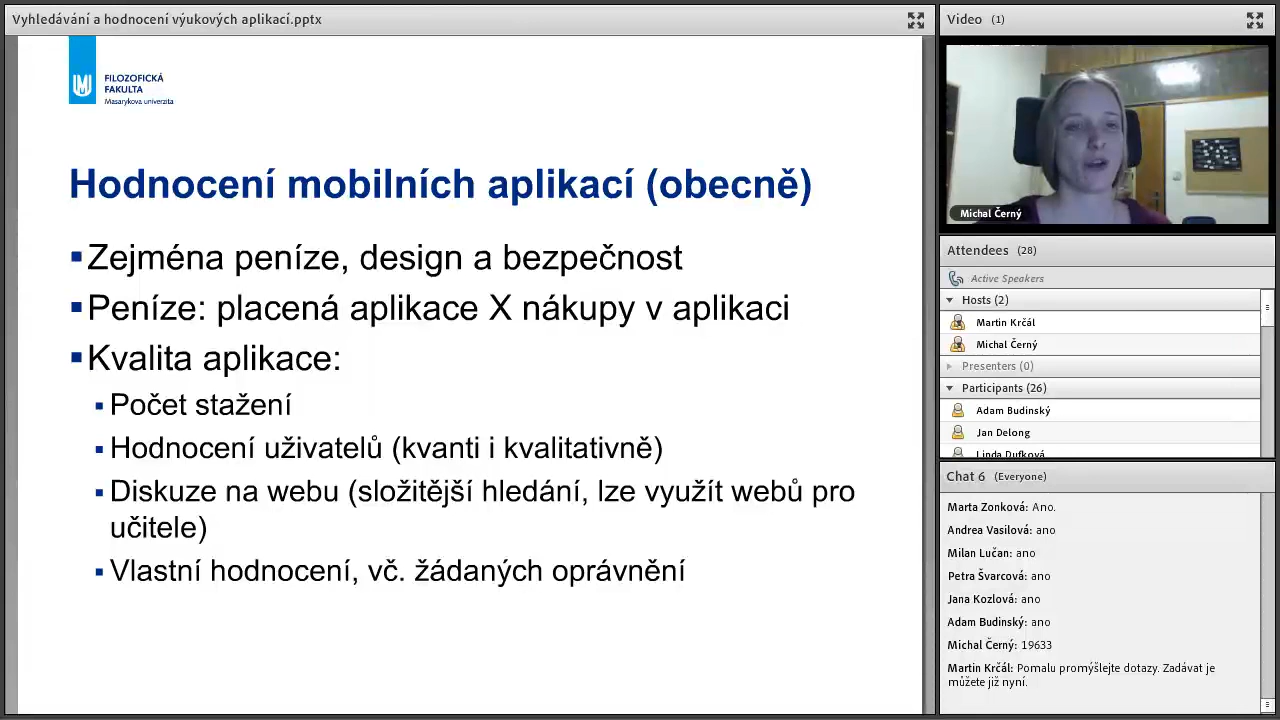 Vyhledávání a hodnocení výukových aplikací.pptx
FILOZOFICKÁ
FAKULTA
Masarykova univerzita
Hodnocení mobilních aplikací (obecně)
Zejména peníze, design a bezpečnost
Peníze: placená aplikace X nákupy v aplikaci
Kvalita aplikace:
Počet stažení
Hodnocení uživatelů (kvanti i kvalitativně)
Diskuze na webu (složitější hledání, lze využít webů pro
učitele)
Vlastní hodnocení, vč. žádaných oprávnění
Video (1)
Michal Černý
Attendees (28)
Active Speakers
Hosts (2)
Martin Krčál
Michal Černý
Presenters (0)
Participants (26)
Adam Budinský
Jan Delong
Linda Dufková
Chat 6 (Everyone)
Marta Zonková: Ano.
Andrea Vasilová: ano
Milan Lučan: ano
Petra Švarcová: ano
Jana Kozlová: ano
Adam Budinský: ano
Michal Černý: 19633
Martin Krčál: Pomalu promýšlejte dotazy. Zadávat je
můžete již nyní.